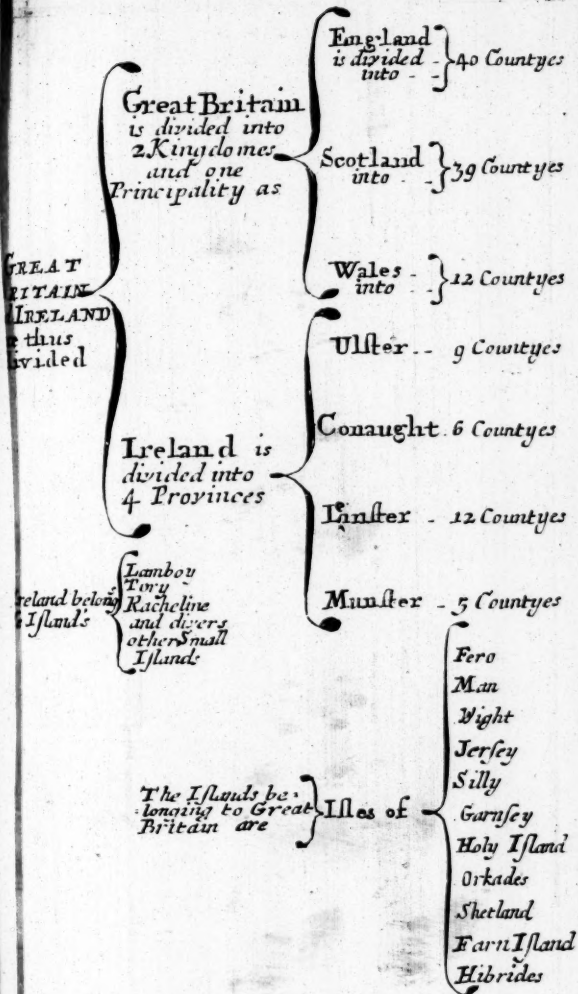 GREAT
RITAIN
IRELAND
thus
ivided
Great Britain
is divided into
2 Kingdomes
and one
Principality as
England
is divided
into
40 Countyes
Scotland
into
39 Countyes
Wales
into
12 Countyes
Ireland is
divided into
4 Provinces
Ulſter 9 Countyes
Conaught 6 Countyes
Linſter 12 Countyes
Munſter 5 Countyes
reland belong
Iſlands
Lamboy
Tory
Racheline
and divers
other Small
Iſlands
The Iſlands be:
:longing to Great
Britain are
Iſles of
Fero
Man
Wight
Jerſey
Silly
Garnſey
Holy Iſland
Orkades
Shetland
Farn Iſland
Hibrides